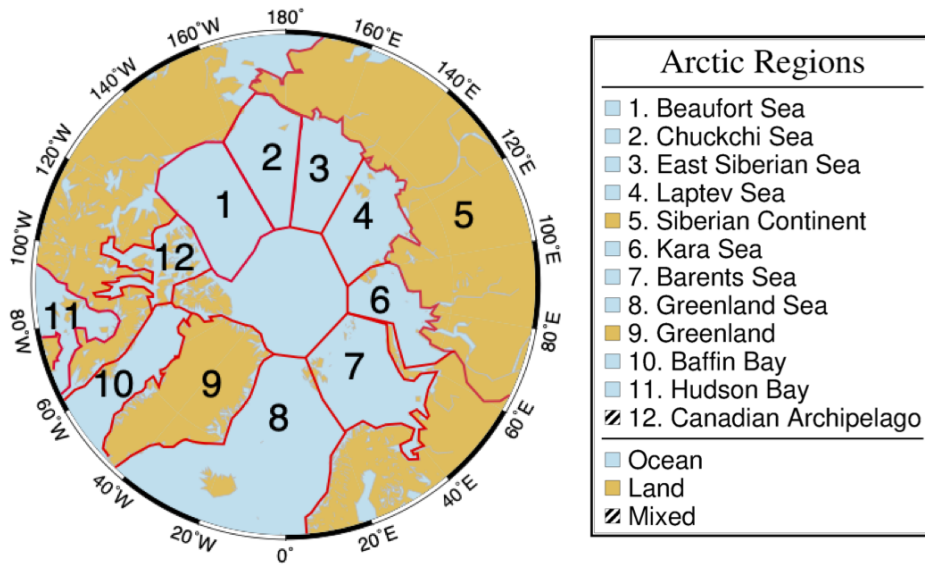 180°
160°W
160°E
140°W
140°E
120°W
120°E
100°W
100°E
80°W
80°E
60°W
60°E
40°W
40°E
20°W
20°E
0°
1
2
3
4
5
6
7
8
9
10
11
12
Arctic Regions
1. Beaufort Sea
2. Chuckchi Sea
3. East Siberian Sea
4. Laptev Sea
5. Siberian Continent
6. Kara Sea
7. Barents Sea
8. Greenland Sea
9. Greenland
10. Baffin Bay
11. Hudson Bay
12. Canadian Archipelago
Ocean
Land
Mixed